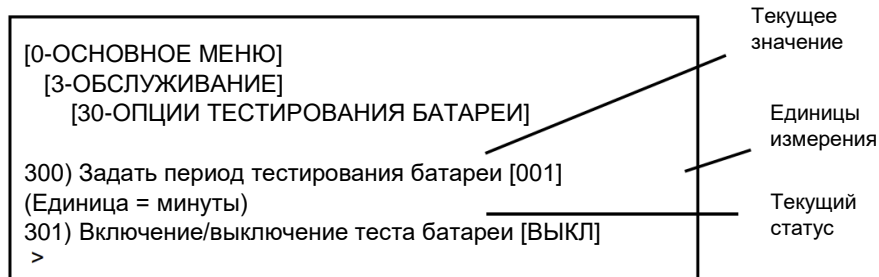 [0-ОСНОВНОЕ МЕНЮ]
[3-ОБСЛУЖИВАНИЕ]
[30-ОПЦИИ ТЕСТИРОВАНИЯ БАТАРЕИ]
300) Задать период тестирования батареи [001]
(Единица = минуты)
301) Включение/выключение теста батареи [ВЫКЛ]
>
Текущее
значение
Единицы
измерения
Текущий
статус